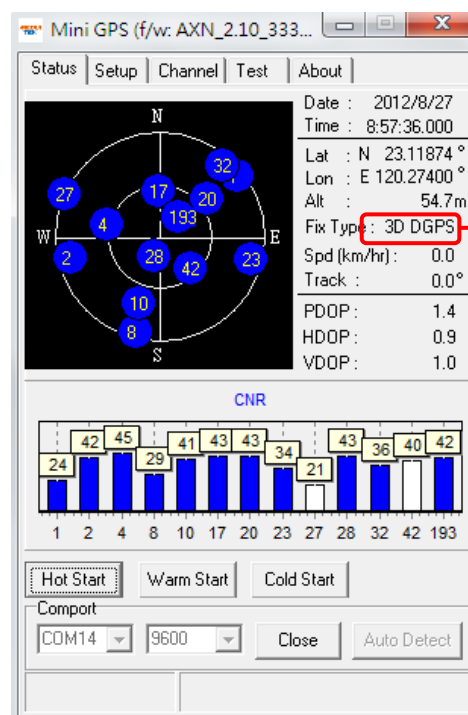 Mini GPS (f/w: AXN_2.10_333...
Status Setup Channel Test About
Date : 2012/8/27
Time : 8:57:36.000
Lat : N 23.11874 °
Lon : E 120.27400 °
Alt : 54.7m
Fix Type : 3D DGPS
Spd (km/hr) : 0.0
Track : 0.0°
PDOP : 1.4
HDOP : 0.9
VDOP : 1.0
N
32
27 17 20
4 193
W E
2 28 42 23
10
8
S
CNR
24 42 45 29 41 43 43 34 21 43 36 40 42
1 2 4 8 10 17 20 23 27 28 32 42 193
Hot Start Warm Start Cold Start
Comport
COM14 9600 Close Auto Detect